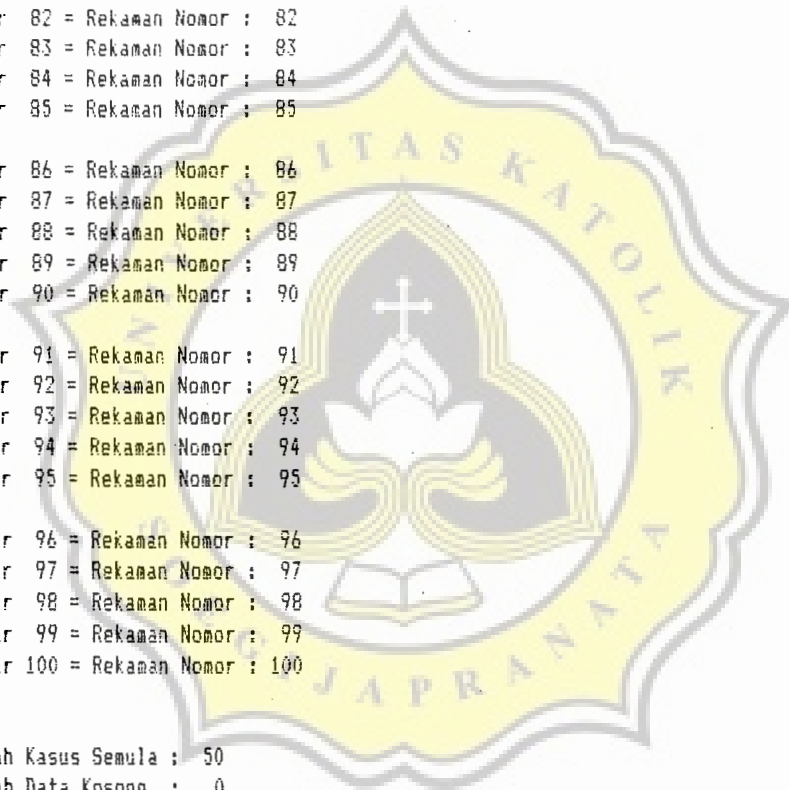 r 82 = Rekaman Nomor : 82
r 83 = Rekaman Nomor : 83
r 84 = Rekaman Nomor : 84
r 85 = Rekaman Nomor : 85
r 86 = Rekaman Nomor : 86
r 87 = Rekaman Nomor : 87
r 88 = Rekaman Nomor : 88
r 89 = Rekaman Nomor : 89
r 90 = Rekaman Nomor : 90
r 91 = Rekaman Nomor : 91
r 92 = Rekaman Nomor : 92
r 93 = Rekaman Nomor : 93
r 94 = Rekaman Nomor : 94
r 95 = Rekaman Nomor : 95
r 96 = Rekaman Nomor : 96
r 97 = Rekaman Nomor : 97
r 98 = Rekaman Nomor : 98
r 99 = Rekaman Nomor : 99
r 100 = Rekaman Nomor : 100
ah Kasus Semula : 50
ah Data Kosong : 0
UNIVERSITAS KATOLIK
SOEGIJAPRANATA